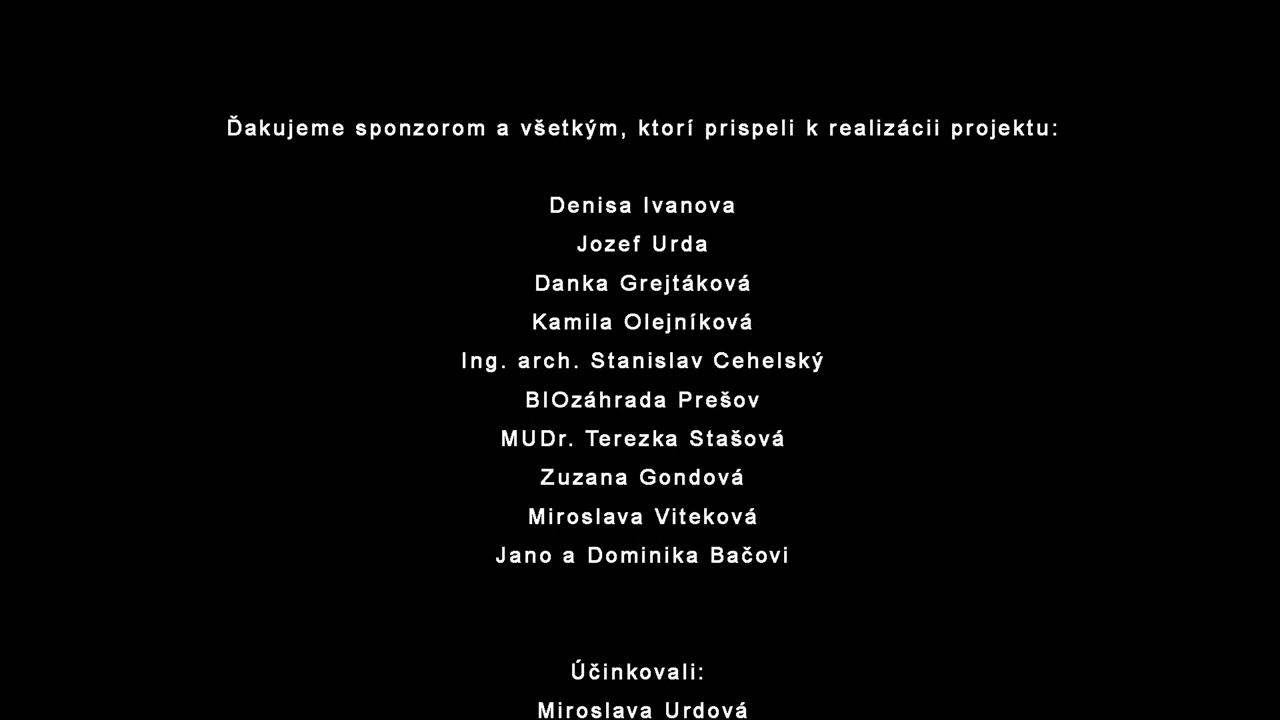 Ďakujeme sponzorom a všetkým, ktorí prispeli k realizácii projektu:
Denisa Ivanova
Jozef Urda
Danka Grejtáková
Kamila Olejníková
Ing. arch. Stanislav Cehelský
BIOzáhrada Prešov
MUDr. Terezka Stašová
Zuzana Gondová
Miroslava Viteková
Jano a Dominika Bačovi
Účinkovali:
Miroslava Urdová